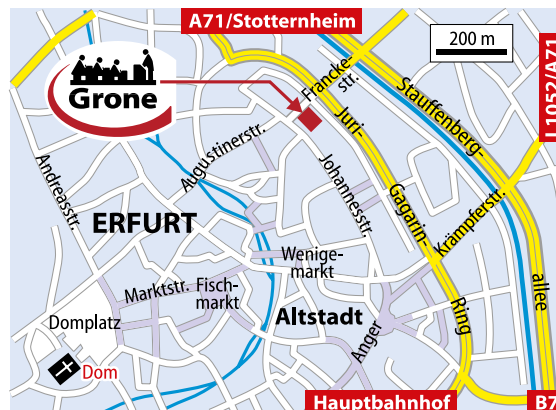 A71/Stotternheim
200 m
L1052/A71
Grone
Francke-
str.
Stauffenberg-
allee
Juri-
Gagarin-
Ring
Augustinerstr.
Johannesstr.
Andreasstr.
Krämpferstr.
ERFURT
Wenige-
markt
Marktstr.
Fisch-
markt
Altstadt
Anger
Domplatz
Dom
Hauptbahnhof
B7